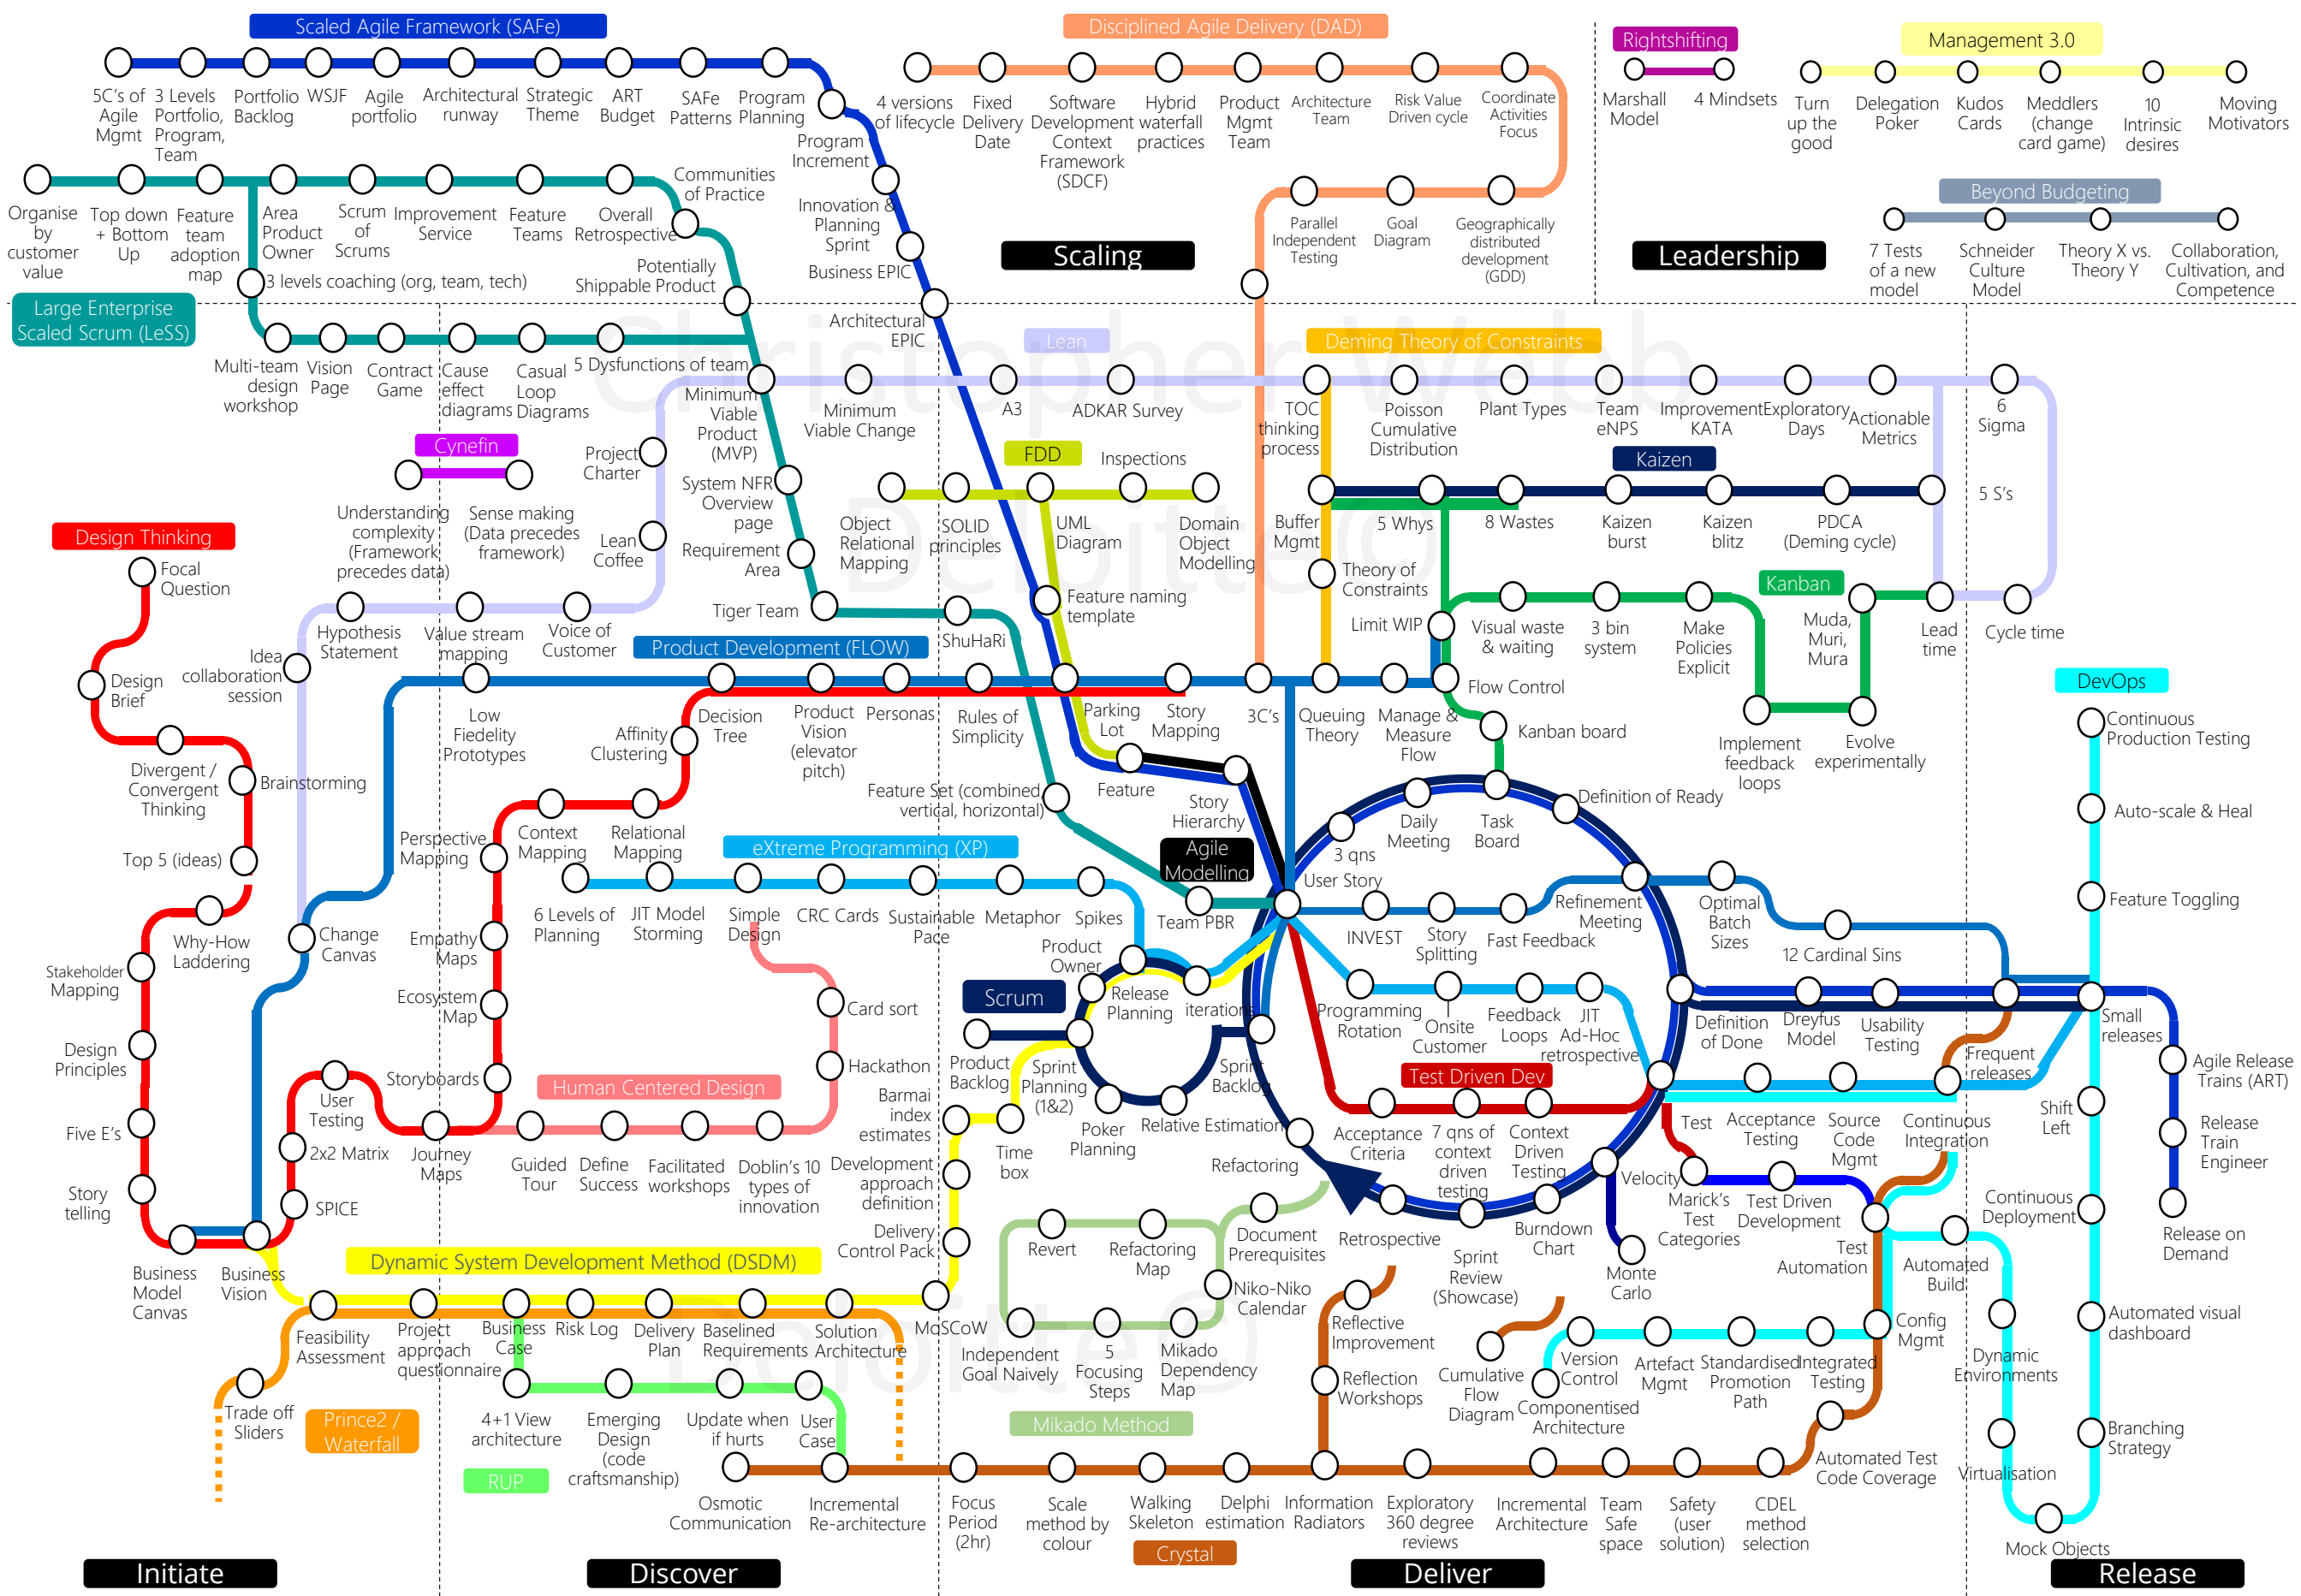 Scaled Agile Framework (SAFe)
5C's of
Agile
Mgmt
3 Levels
Portfolio,
Program,
Team
Portfolio
Backlog
WSJF
Agile
portfolio
Architectural
runway
Strategic
Theme
ART
Budget
SAFe
Patterns
Program
Planning
Program
Increment
Innovation &
Planning
Sprint
Business EPIC
Architectural
EPIC
Disciplined Agile Delivery (DAD)
4 versions
of lifecycle
Fixed
Delivery
Date
Software
Development
Context
Framework
(SDCF)
Hybrid
waterfall
practices
Product
Mgmt
Team
Architecture
Team
Risk Value
Driven cycle
Coordinate
Activities
Focus
Parallel
Independent
Testing
Goal
Diagram
Geographically
distributed
development
(GDD)
Scaling
Rightshifting
Marshall
Model
4 Mindsets
Management 3.0
Turn
up the
good
Delegation
Poker
Kudos
Cards
Meddlers
(change
card game)
10
Intrinsic
desires
Moving
Motivators
Beyond Budgeting
7 Tests
of a new
model
Schneider
Culture
Model
Theory X vs.
Theory Y
Collaboration,
Cultivation, and
Competence
Leadership
Organise
by
customer
value
Top down
+ Bottom
Up
Feature
team
adoption
map
Area
Product
Owner
Scrum
of
Scrums
Improvement
Service
Feature
Teams
Overall
Retrospective
Communities
of Practice
Potentially
Shippable Product
3 levels coaching (org, team, tech)
Large Enterprise
Scaled Scrum (LeSS)
Multi-team
design
workshop
Vision
Page
Contract
Game
Cause
effect
diagrams
Casual
Loop
Diagrams
5 Dysfunctions of team
Christopher Webb
Lean
Minimum
Viable
Product
(MVP)
Minimum
Viable Change
A3
ADKAR Survey
Deming Theory of Constraints
TOC
thinking
process
Poisson
Cumulative
Distribution
Plant Types
Team
eNPS
Improvement
KATA
Exploratory
Days
Actionable
Metrics
6
Sigma
5 S's
Cynefin
Understanding
complexity
(Framework
precedes data)
Sense making
(Data precedes
framework)
Project
Charter
Lean
Coffee
System NFR
Overview
page
Requirement
Area
Tiger Team
ShuHaRi
FDD
Inspections
Object
Relational
Mapping
SOLID
principles
UML
Diagram
Domain
Object
Modelling
Feature naming
template
Deloitte©
Kaizen
Buffer
Mgmt
5 Whys
8 Wastes
Kaizen
burst
Kaizen
blitz
PDCA
(Deming cycle)
Theory of
Constraints
Limit WIP
Kanban
Visual waste
& waiting
3 bin
system
Make
Policies
Explicit
Muda,
Muri,
Mura
Lead
time
Cycle time
Implement
feedback
loops
Evolve
experimentally
Flow Control
Kanban board
Design Thinking
Focal
Question
Design
Brief
Divergent /
Convergent
Thinking
Brainstorming
Top 5 (ideas)
Why-How
Laddering
Stakeholder
Mapping
Design
Principles
Five E's
Story
telling
Business
Model
Canvas
Business
Vision
SPICE
2x2 Matrix
User
Testing
Journey
Maps
Storyboards
Ecosystem
Map
Empathy
Maps
Perspective
Mapping
Context
Mapping
Relational
Mapping
Affinity
Clustering
Idea
collaboration
session
Hypothesis
Statement
Value stream
mapping
Voice of
Customer
Change
Canvas
Product Development (FLOW)
Low
Fiedelity
Prototypes
Decision
Tree
Product
Vision
(elevator
pitch)
Personas
Rules of
Simplicity
Parking
Lot
Story
Mapping
3C's
Queuing
Theory
Manage &
Measure
Flow
Feature Set (combined,
vertical, horizontal)
Feature
Story
Hierarchy
Agile
Modelling
Team PBR
User Story
3 qns
Daily
Meeting
Task
Board
Definition of Ready
Refinement
Meeting
INVEST
Story
Splitting
Fast Feedback
Optimal
Batch
Sizes
12 Cardinal Sins
eXtreme Programming (XP)
6 Levels of
Planning
JIT Model
Storming
Simple
Design
CRC Cards
Sustainable
Pace
Metaphor
Spikes
Card sort
Hackathon
Human Centered Design
Guided
Tour
Define
Success
Facilitated
workshops
Doblin's 10
types of
innovation
Scrum
Product
Backlog
Product
Owner
Release
Planning
iterations
Sprint
Planning
(1&2)
Sprint
Backlog
Poker
Planning
Relative Estimation
Refactoring
Programming
Rotation
Onsite
Customer
Feedback
Loops
JIT
Ad-Hoc
retrospective
Test Driven Dev
Acceptance
Criteria
7 qns of
context
driven
testing
Context
Driven
Testing
Definition
of Done
Dreyfus
Model
Usability
Testing
Frequent
releases
Small
releases
Test
Acceptance
Testing
Source
Code
Mgmt
Continuous
Integration
Velocity
Marick's
Test
Categories
Test Driven
Development
Test
Automation
Burndown
Chart
Sprint
Review
(Showcase)
Retrospective
Monte
Carlo
DevOps
Continuous
Production Testing
Auto-scale & Heal
Feature Toggling
Agile Release
Trains (ART)
Release
Train
Engineer
Release on
Demand
Shift
Left
Continuous
Deployment
Automated visual
dashboard
Branching
Strategy
Automated
Build
Dynamic
Environments
Virtualisation
Mock Objects
Config
Mgmt
Version
Control
Artefact
Mgmt
Standardised
Promotion
Path
Integrated
Testing
Componentised
Architecture
Cumulative
Flow
Diagram
Automated Test
Code Coverage
Barmai
index
estimates
Time
box
Development
approach
definition
Delivery
Control Pack
MoSCoW
Dynamic System Development Method (DSDM)
Feasibility
Assessment
Project
approach
questionnaire
Business
Case
Risk Log
Delivery
Plan
Baselined
Requirements
Solution
Architecture
Deloitte©
Trade off
Sliders
Prince2 /
Waterfall
4+1 View
architecture
Emerging
Design
(code
craftsmanship)
Update when
if hurts
User
Case
RUP
Revert
Refactoring
Map
Document
Prerequisites
Niko-Niko
Calendar
Independent
Goal Naively
5
Focusing
Steps
Mikado
Dependency
Map
Mikado Method
Reflective
Improvement
Reflection
Workshops
Osmotic
Communication
Incremental
Re-architecture
Focus
Period
(2hr)
Scale
method by
colour
Walking
Skeleton
Delphi
estimation
Information
Radiators
Exploratory
360 degree
reviews
Incremental
Architecture
Team
Safe
space
Safety
(user
solution)
CDEL
method
selection
Crystal
Initiate
Discover
Deliver
Release